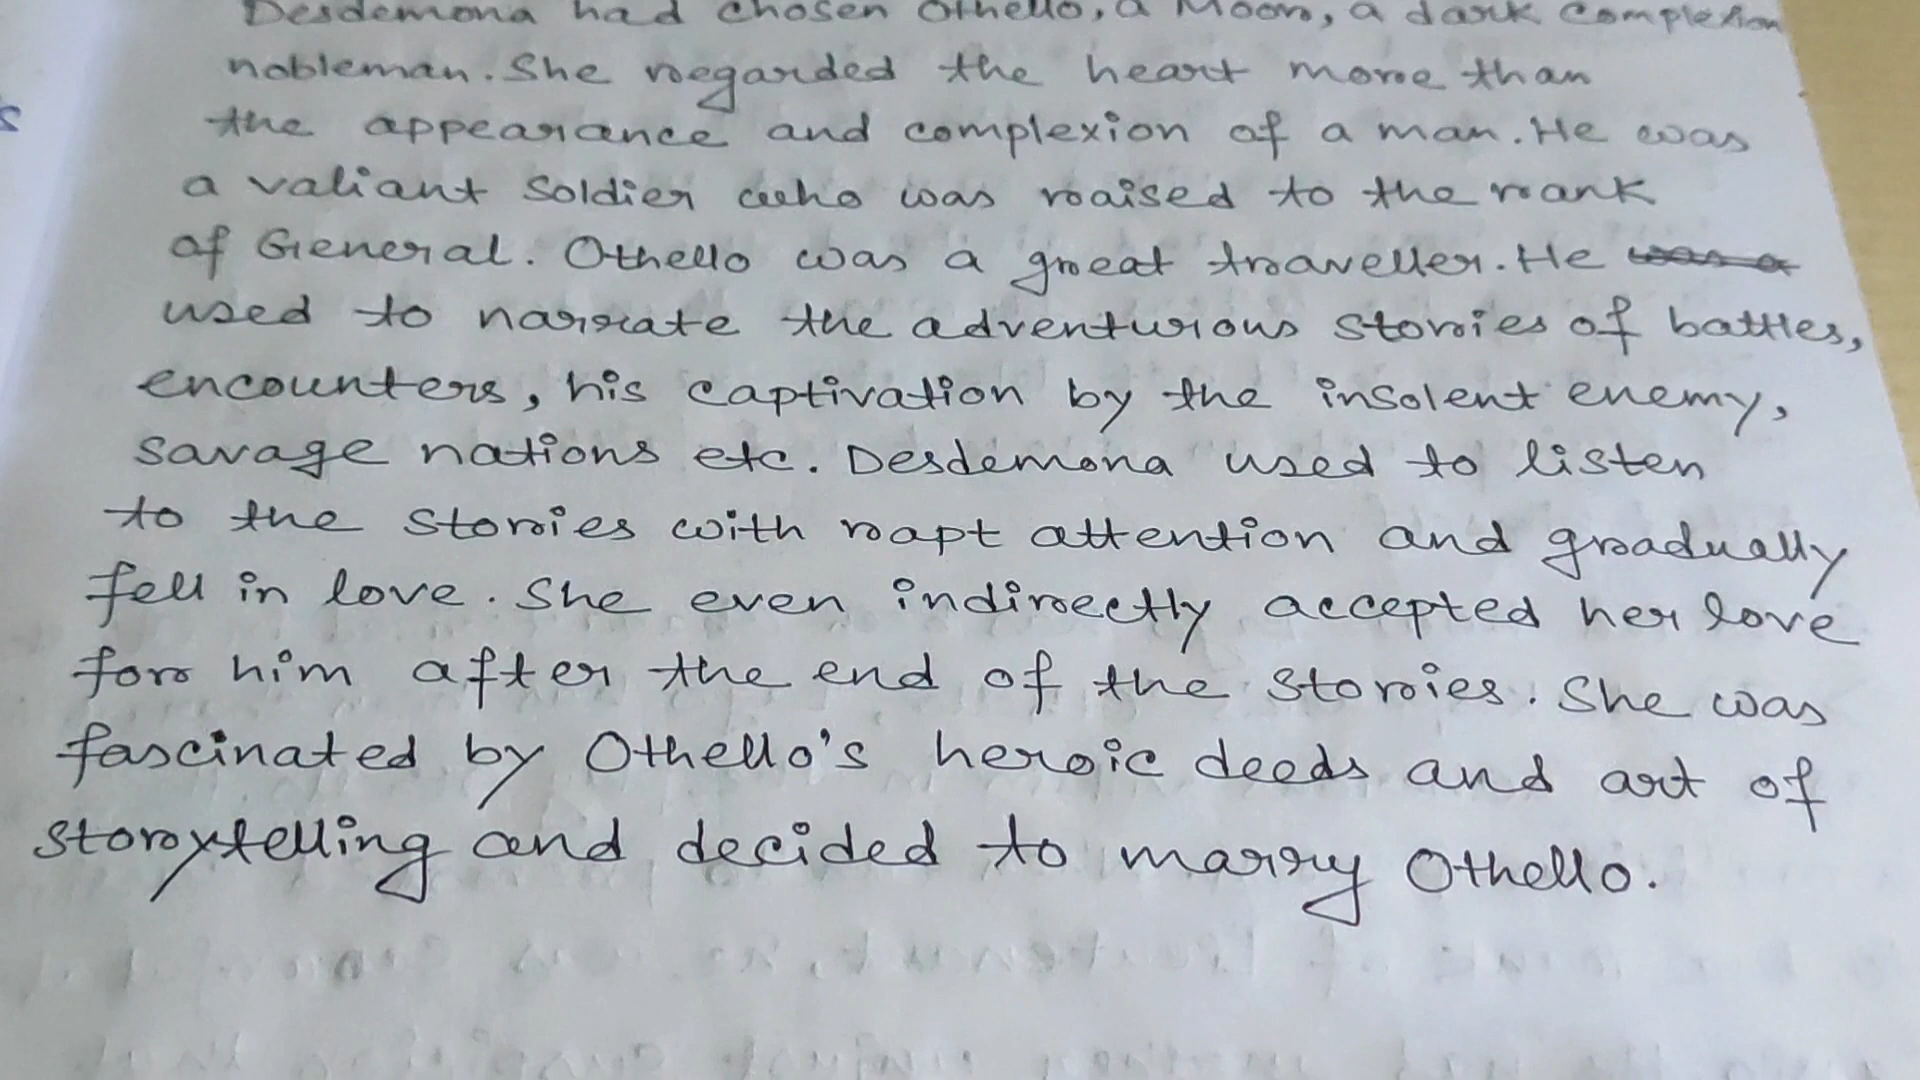 Desdemona had chosen Othello, a Moor, a dark complexion
nobleman. She regarded the heart more than
the appearance and complexion of a man. He was
a valiant soldier who was raised to the rank
of General. Othello was a great traveller. He was a
used to narrate the adventurious stories of battles,
encounters, his captivation by the insolent enemy,
savage nations etc. Desdemona used to listen
to the stories with rapt attention and gradually
fell in love. She even indirectly accepted her love
for him after the end of the stories. She was
fascinated by Othello's heroic deeds and art of
storytelling and decided to marry Othello.